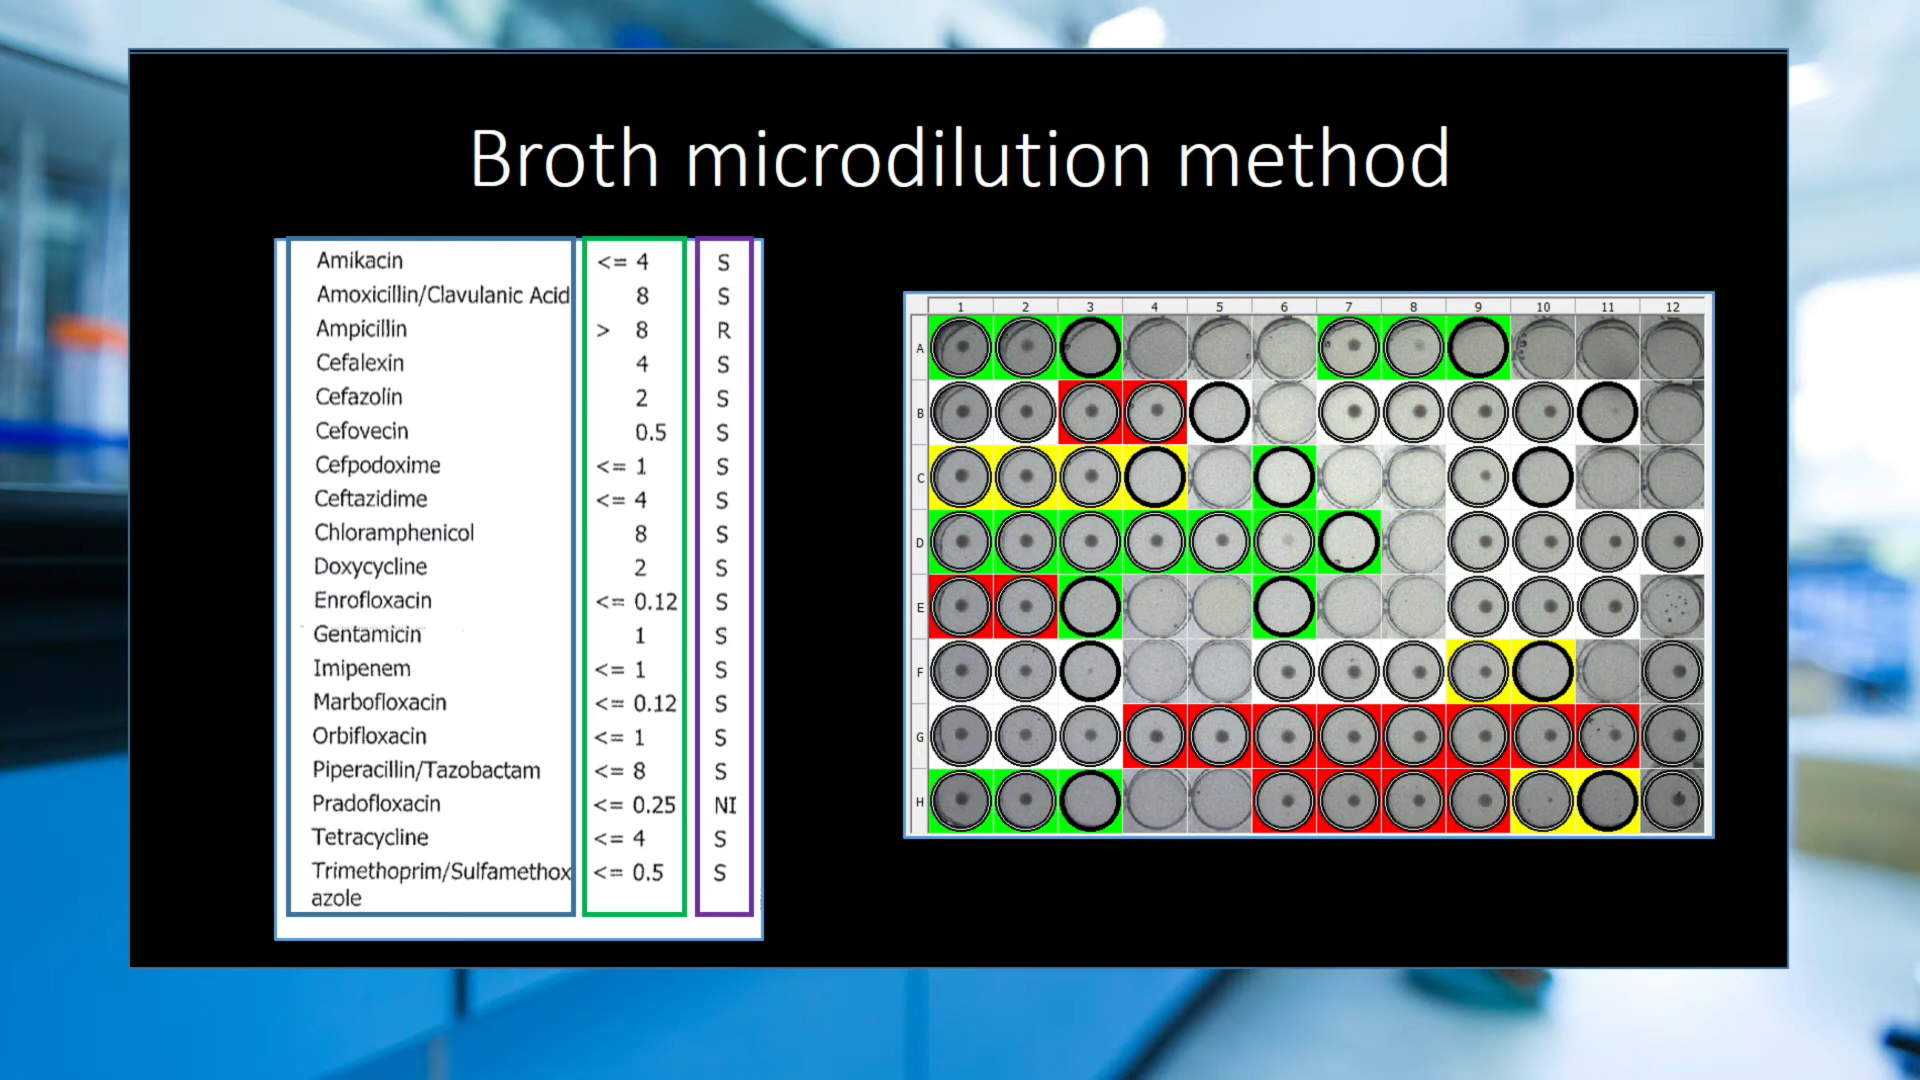 Broth microdilution method
Amikacin <= 4 S
Amoxicillin/Clavulanic Acid 8 S
Ampicillin > 8 R
Cefalexin 4 S
Cefazolin 2 S
Cefovecin 0.5 S
Cefpodoxime <= 1 S
Ceftazidime <= 4 S
Chloramphenicol 8 S
Doxycycline 2 S
Enrofloxacin <= 0.12 S
Gentamicin 1 S
Imipenem <= 1 S
Marbofloxacin <= 0.12 S
Orbifloxacin <= 1 S
Piperacillin/Tazobactam <= 8 S
Pradofloxacin <= 0.25 NI
Tetracycline <= 4 S
Trimethoprim/Sulfamethox <= 0.5 S
azole
1 2 3 4 5 6 7 8 9 10 11 12
A
B
C
D
E
F
G
H